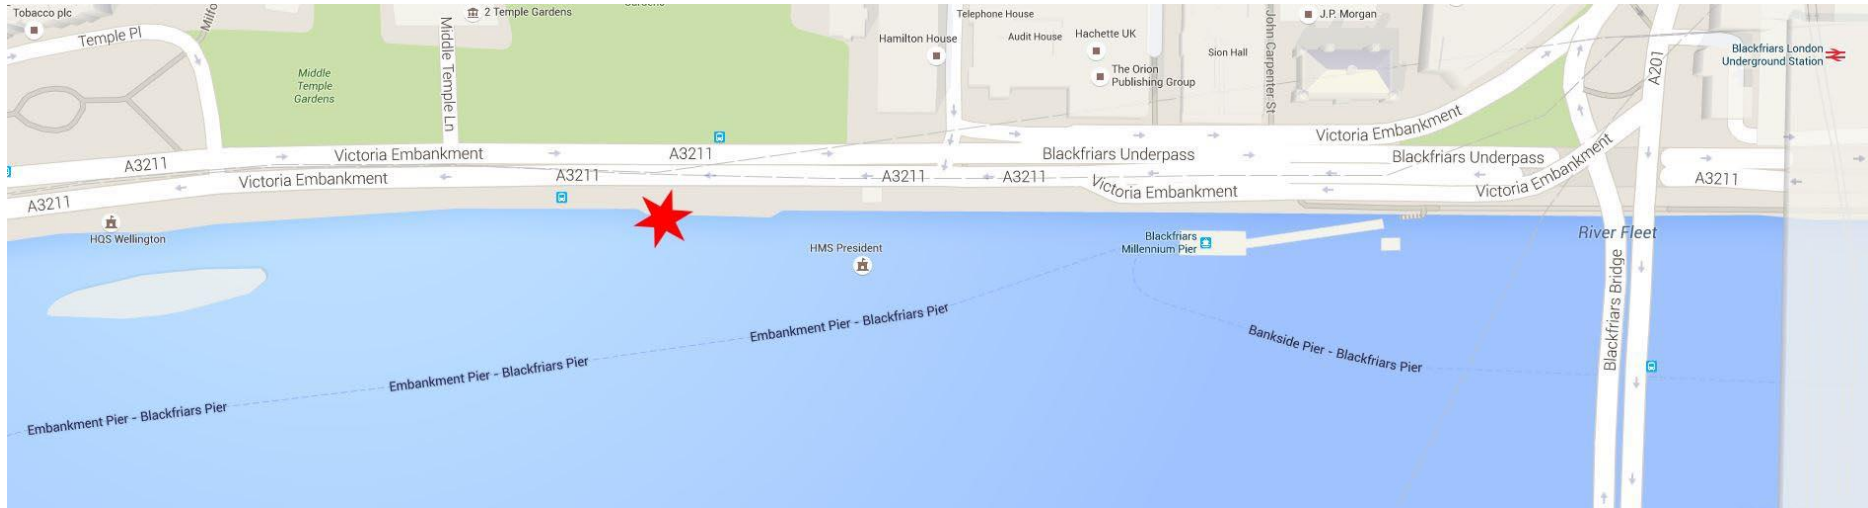 Tobacco plc
Milfo
2 Temple Gardens
Telephone House
John Carpenter St
J.P. Morgan
Temple Pl
Middle Temple Ln
Hamilton House
Audit House
Hachette UK
Sion Hall
A201
Blackfriars London
Underground Station
Middle
Temple
Gardens
The Orion
Publishing Group
Victoria Embankment
A3211
Victoria Embankment
A3211
Blackfriars Underpass
Blackfriars Underpass
Victoria Embankment
A3211
Victoria Embankment
A3211
A3211
A3211
Victoria Embankment
Victoria Embankment
A3211
A3211
HQS Wellington
HMS President
Blackfriars
Millennium Pier
River Fleet
Blackfriars Bridge
Embankment Pier - Blackfriars Pier
Bankside Pier - Blackfriars Pier
Embankment Pier - Blackfriars Pier
Embankment Pier - Blackfriars Pier